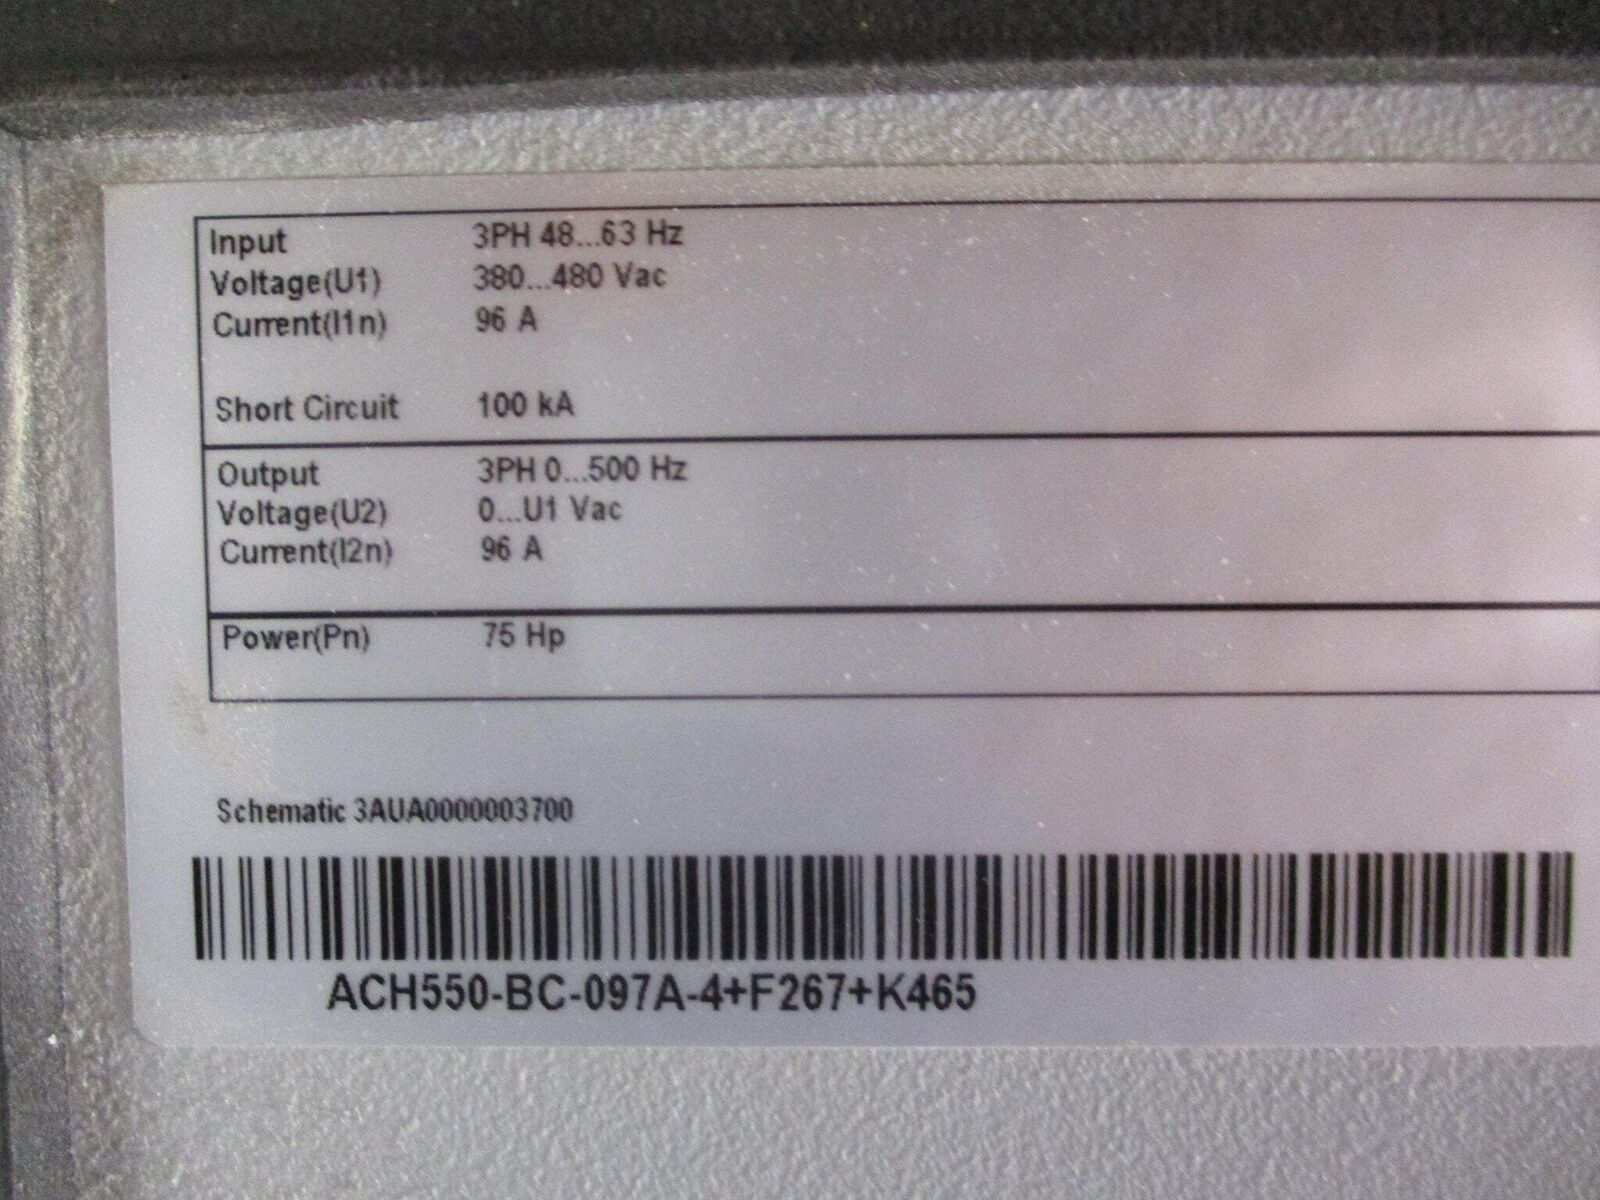 Input 3PH 48...63 Hz
Voltage(U1) 380...480 Vac
Current(I1n) 96 A
Short Circuit 100 kA
Output 3PH 0...500 Hz
Voltage(U2) 0...U1 Vac
Current(I2n) 96 A
Power(Pn) 75 Hp
Schematic 3AUA0000003700
ACH550-BC-097A-4+F267+K465